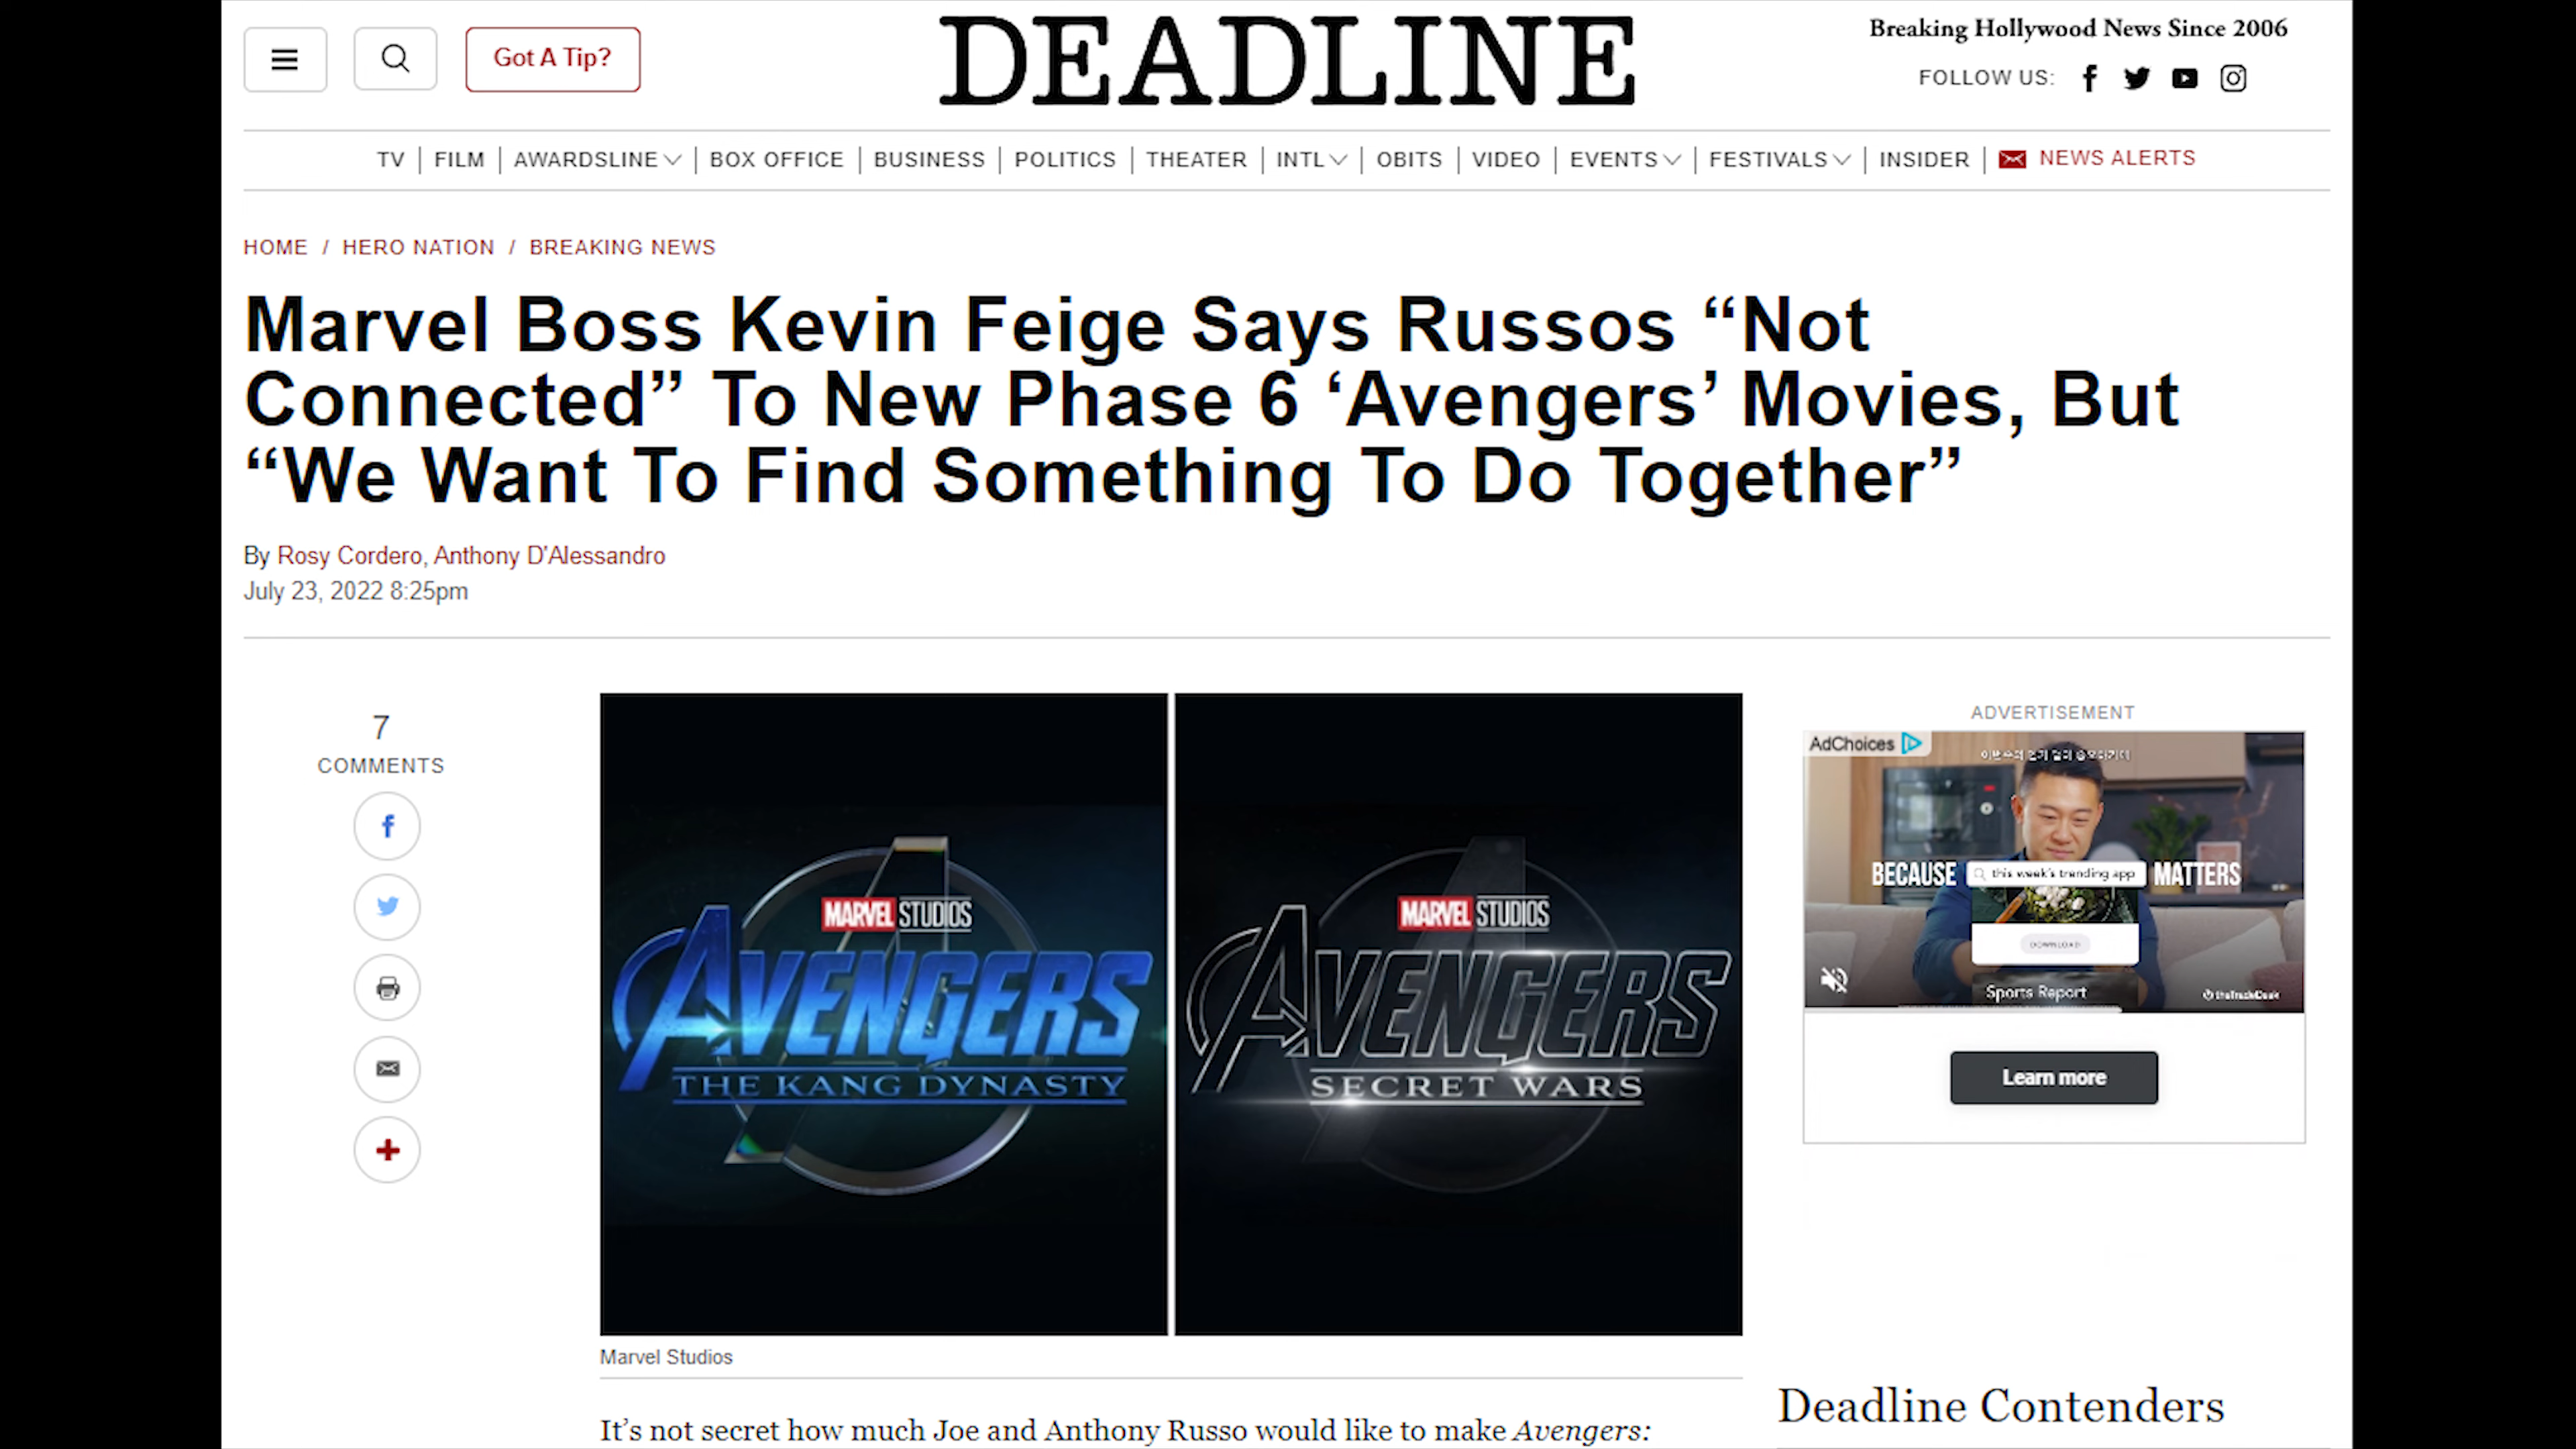 Got A Tip?
DEADLINE
Breaking Hollywood News Since 2006
FOLLOW US:
TV | FILM | AWARDSLINE | BOX OFFICE | BUSINESS | POLITICS | THEATER | INTL | OBITS | VIDEO | EVENTS | FESTIVALS | INSIDER | NEWS ALERTS
HOME / HERO NATION / BREAKING NEWS
Marvel Boss Kevin Feige Says Russos “Not
Connected” To New Phase 6 ‘Avengers’ Movies, But
“We Want To Find Something To Do Together”
By Rosy Cordero, Anthony D'Alessandro
July 23, 2022 8:25pm
7
COMMENTS
MARVEL STUDIOS
AVENGERS
THE KANG DYNASTY
MARVEL STUDIOS
AVENGERS
SECRET WARS
Marvel Studios
It’s not secret how much Joe and Anthony Russo would like to make Avengers:
ADVERTISEMENT
AdChoices
BECAUSE this week's trending app MATTERS
DOWNLOAD
Sports Report
theTradeDesk
Learn more
Deadline Contenders